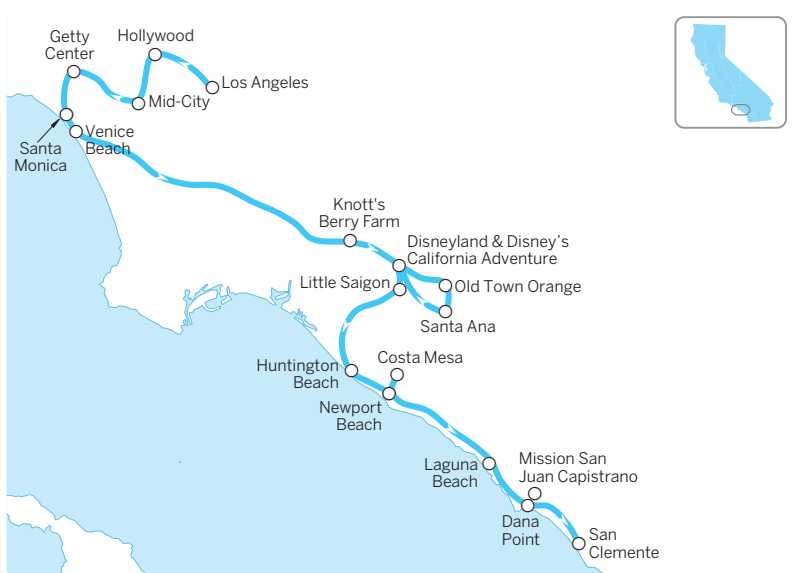 Getty
Center
Hollywood
Los Angeles
Mid-City
Santa
Monica
Venice
Beach
Knott's
Berry Farm
Disneyland & Disney’s
California Adventure
Little Saigon
Old Town Orange
Santa Ana
Huntington
Beach
Costa Mesa
Newport
Beach
Laguna
Beach
Mission San
Juan Capistrano
Dana
Point
San
Clemente